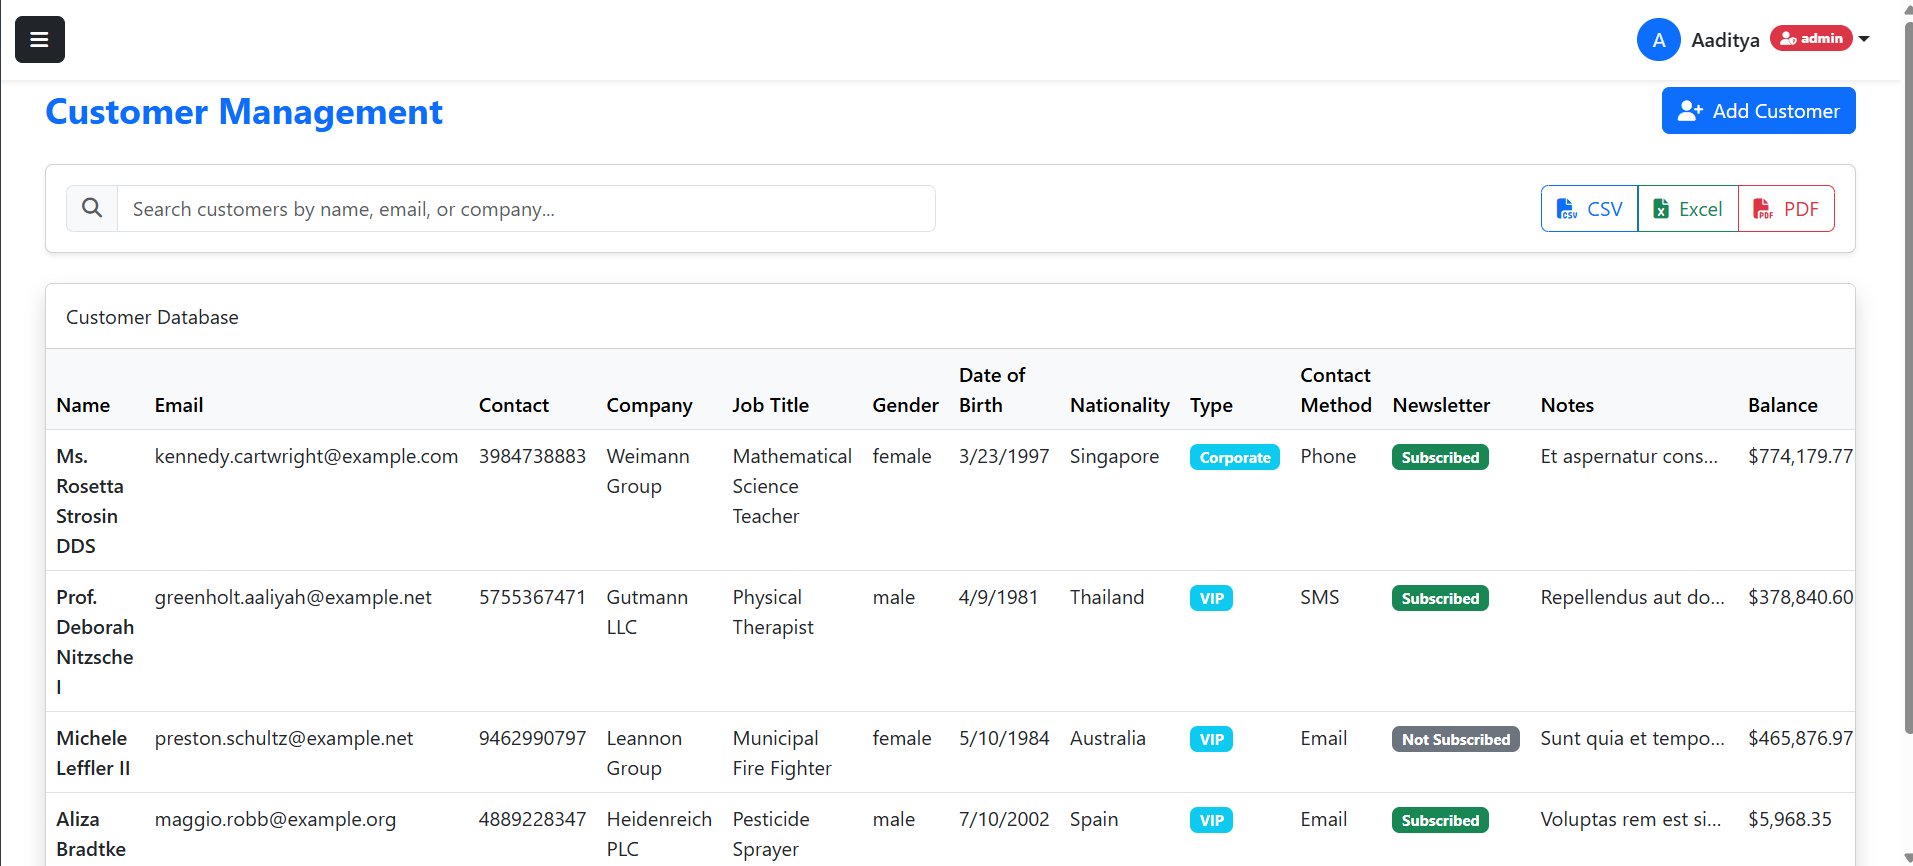 A Aaditya admin
Customer Management
Add Customer
Search customers by name, email, or company...
CSV Excel PDF
Customer Database
Name Email Contact Company Job Title Gender Date of Birth Nationality Type Contact Method Newsletter Notes Balance
Ms. Rosetta Strosin DDS kennedy.cartwright@example.com 3984738883 Weimann Group Mathematical Science Teacher female 3/23/1997 Singapore Corporate Phone Subscribed Et aspernatur cons... $774,179.77
Prof. Deborah Nitzsche I greenholt.aaliyah@example.net 5755367471 Gutmann LLC Physical Therapist male 4/9/1981 Thailand VIP SMS Subscribed Repellendus aut do... $378,840.60
Michele Leffler II preston.schultz@example.net 9462990797 Leannon Group Municipal Fire Fighter female 5/10/1984 Australia VIP Email Not Subscribed Sunt quia et tempo... $465,876.97
Aliza Bradtke maggio.robb@example.org 4889228347 Heidenreich PLC Pesticide Sprayer male 7/10/2002 Spain VIP Email Subscribed Voluptas rem est si... $5,968.35